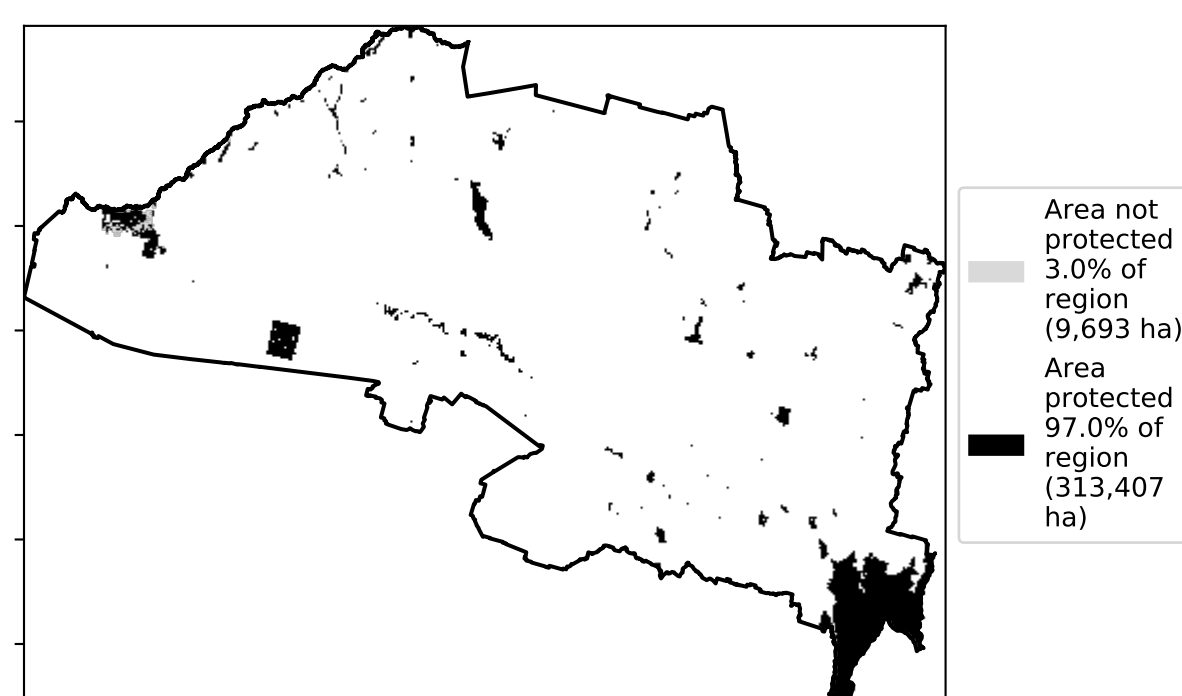 Area not
protected
3.0% of
region
(9,693 ha)
Area
protected
97.0% of
region
(313,407
ha)